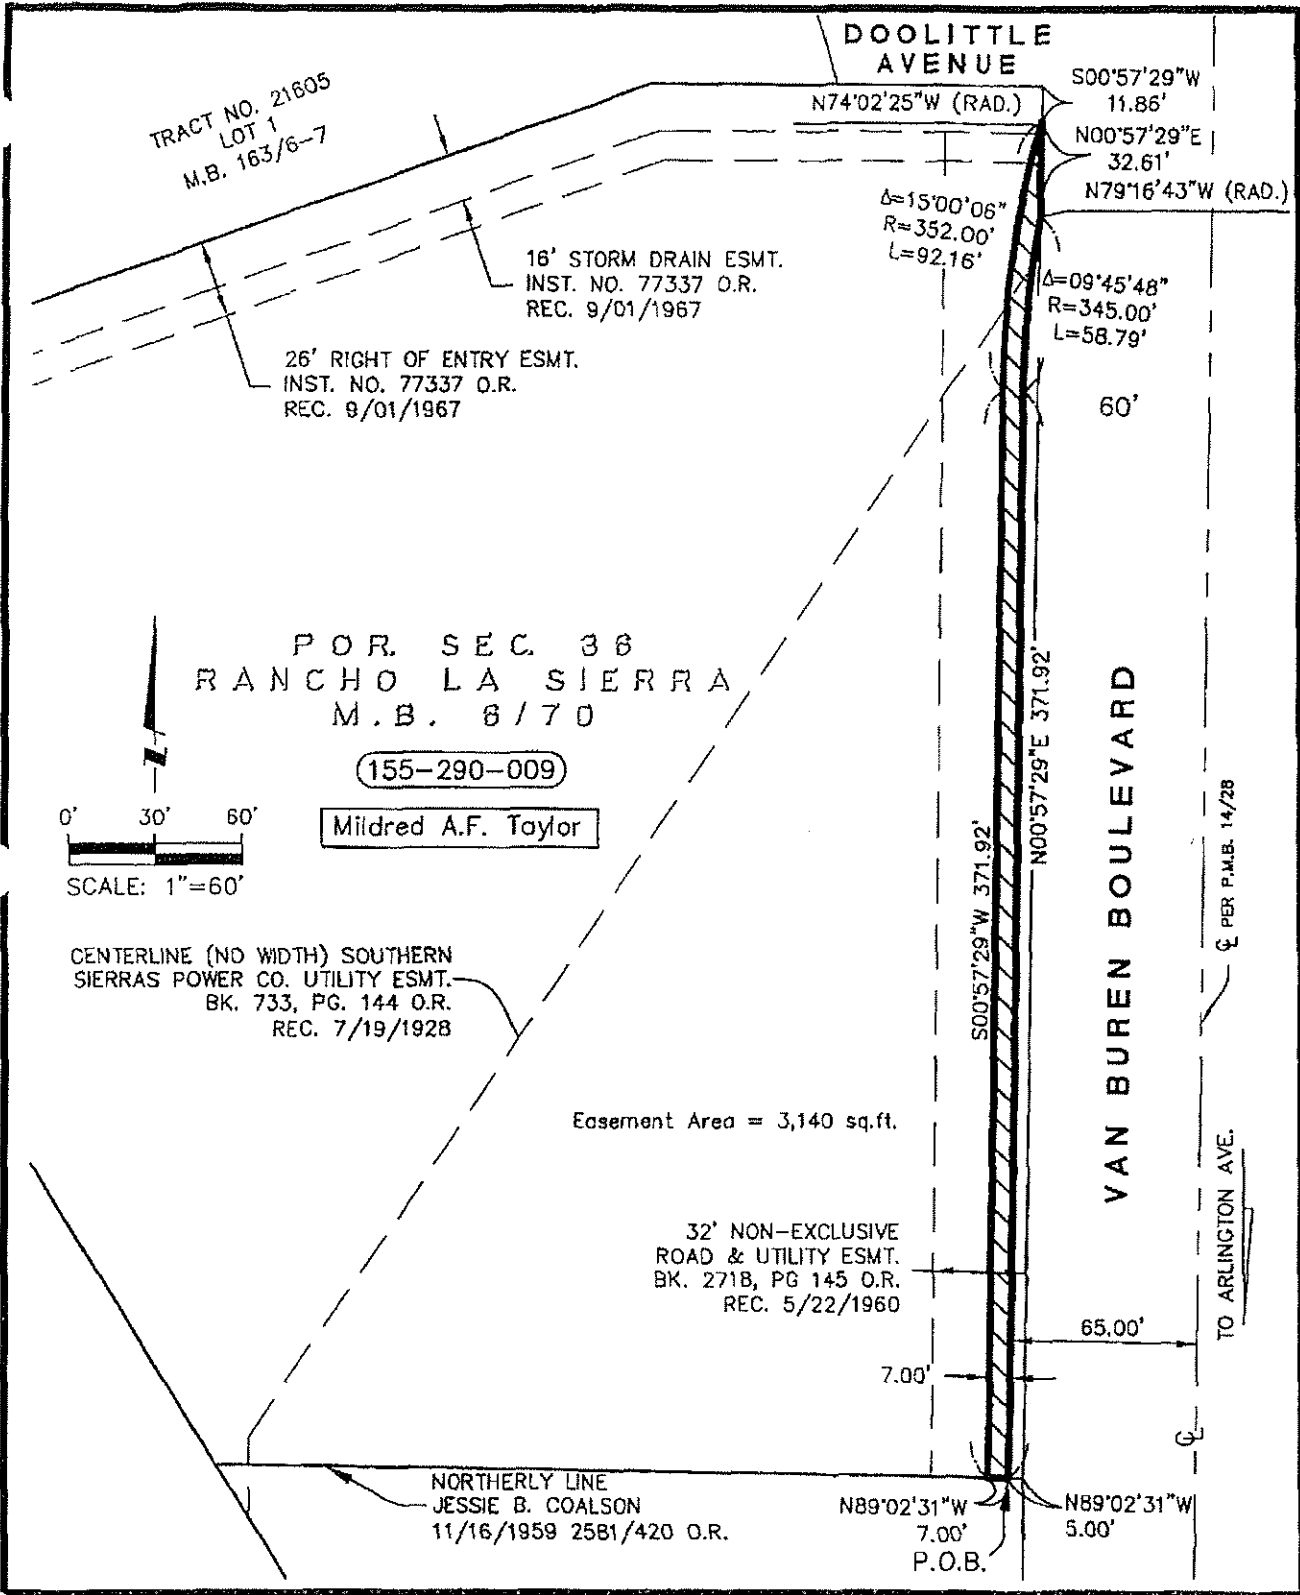 DOOLITTLE
AVENUE
S00°57'29"W
11.86'
N74°02'25"W (RAD.)
N00°57'29"E
32.61'
N79°16'43"W (RAD.)
TRACT NO. 21605
LOT 1
M.B. 163/6-7
Δ=15°00'06"
R=352.00'
L=92.16'
16' STORM DRAIN ESMT.
INST. NO. 77337 O.R.
REC. 9/01/1967
Δ=09°45'48"
R=345.00'
L=58.79'
26' RIGHT OF ENTRY ESMT.
INST. NO. 77337 O.R.
REC. 9/01/1967
60'
POR. SEC. 36
RANCHO LA SIERRA
M.B. 6/70
155-290-009
Mildred A.F. Taylor
0' 30' 60'
SCALE: 1"=60'
N00°57'29"E 371.92'
S00°57'29"W 371.92'
VAN BUREN BOULEVARD
℄ PER P.M.B. 14/28
CENTERLINE (NO WIDTH) SOUTHERN
SIERRAS POWER CO. UTILITY ESMT.
BK. 733, PG. 144 O.R.
REC. 7/19/1928
Easement Area = 3,140 sq.ft.
TO ARLINGTON AVE.
32' NON-EXCLUSIVE
ROAD & UTILITY ESMT.
BK. 2718, PG 145 O.R.
REC. 5/22/1960
65.00'
7.00'
℄
NORTHERLY LINE
JESSIE B. COALSON
11/16/1959 2581/420 O.R.
N89°02'31"W
7.00'
P.O.B.
N89°02'31"W
5.00'